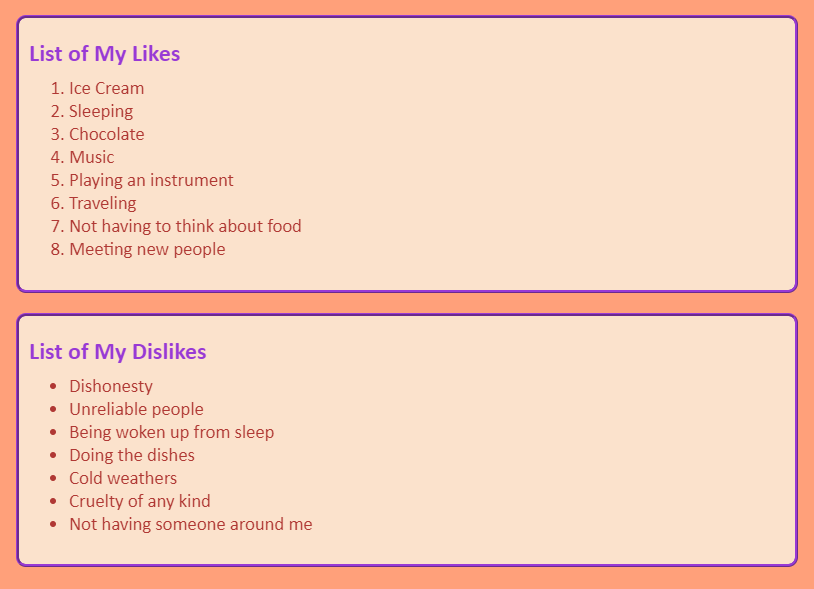 List of My Likes
1. Ice Cream
2. Sleeping
3. Chocolate
4. Music
5. Playing an instrument
6. Traveling
7. Not having to think about food
8. Meeting new people
List of My Dislikes
• Dishonesty
• Unreliable people
• Being woken up from sleep
• Doing the dishes
• Cold weathers
• Cruelty of any kind
• Not having someone around me